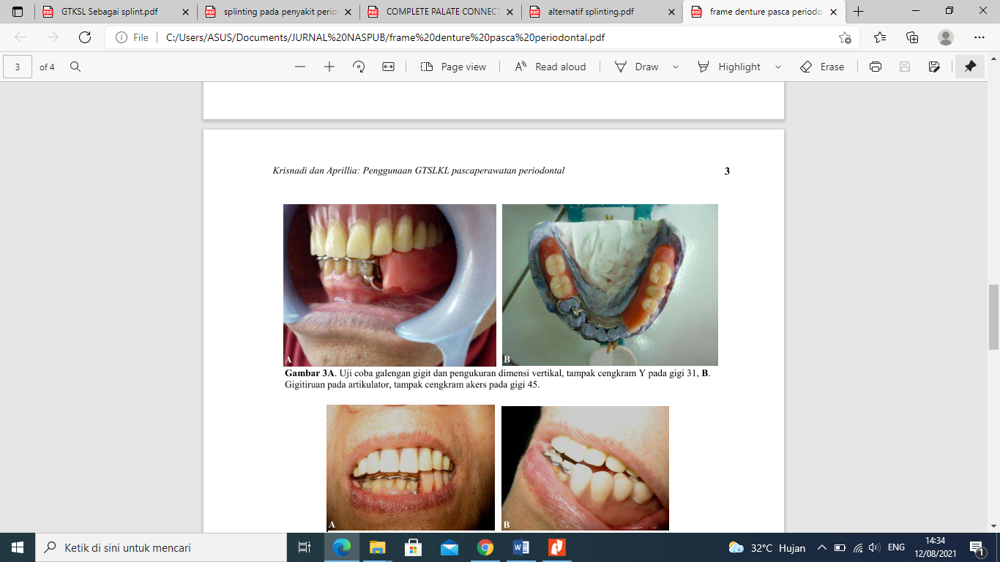 GTKSL Sebagai splint.pdf
splinting pada penyakit perio
COMPLETE PALATE CONNECT
alternatif splinting.pdf
frame denture pasca periodo
File
C:/Users/ASUS/Documents/JURNAL%20NASPUB/frame%20denture%20pasca%20periodontal.pdf
3 of 4
Page view
Read aloud
Draw
Highlight
Erase
Krisnadi dan Aprillia: Penggunaan GTSLKL pascaperawatan periodontal 3
A
B
Gambar 3A. Uji coba galengan gigit dan pengukuran dimensi vertikal, tampak cengkram Y pada gigi 31, B.
Gigitiruan pada artikulator, tampak cengkram akers pada gigi 45.
A
B
Ketik di sini untuk mencari
32°C Hujan
ENG
14:34
12/08/2021
1